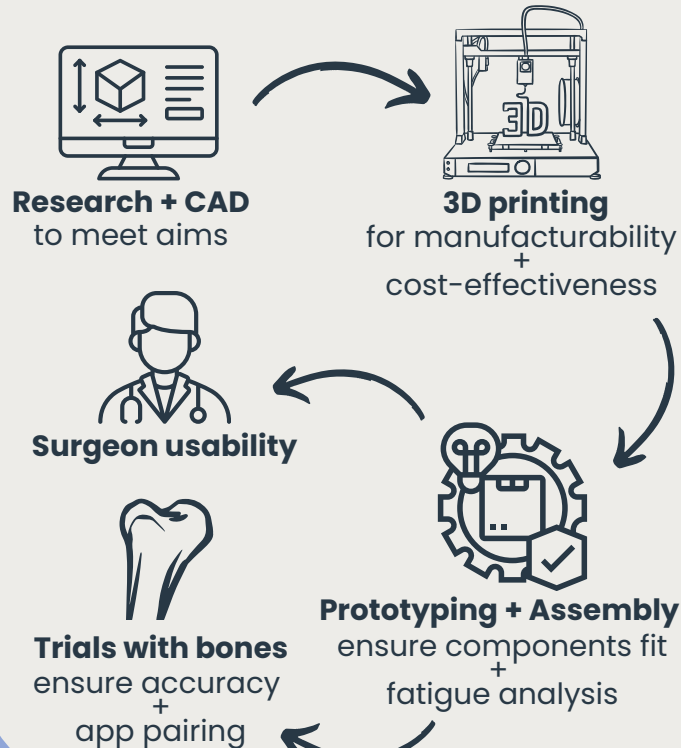 3D
Research + CAD
to meet aims
3D printing
for manufacturability
+
cost-effectiveness
Surgeon usability
Prototyping + Assembly
ensure components fit
+
fatigue analysis
Trials with bones
ensure accuracy
+
app pairing